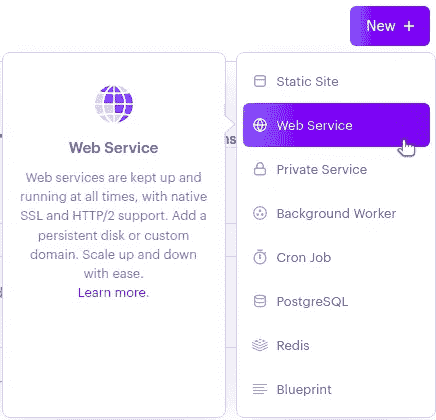 New +
Static Site
Web Service
Private Service
Background Worker
Cron Job
PostgreSQL
Redis
Blueprint
Web Service
Web services are kept up and
running at all times, with native
SSL and HTTP/2 support. Add a
persistent disk or custom
domain. Scale up and down
with ease.
Learn more.
ns